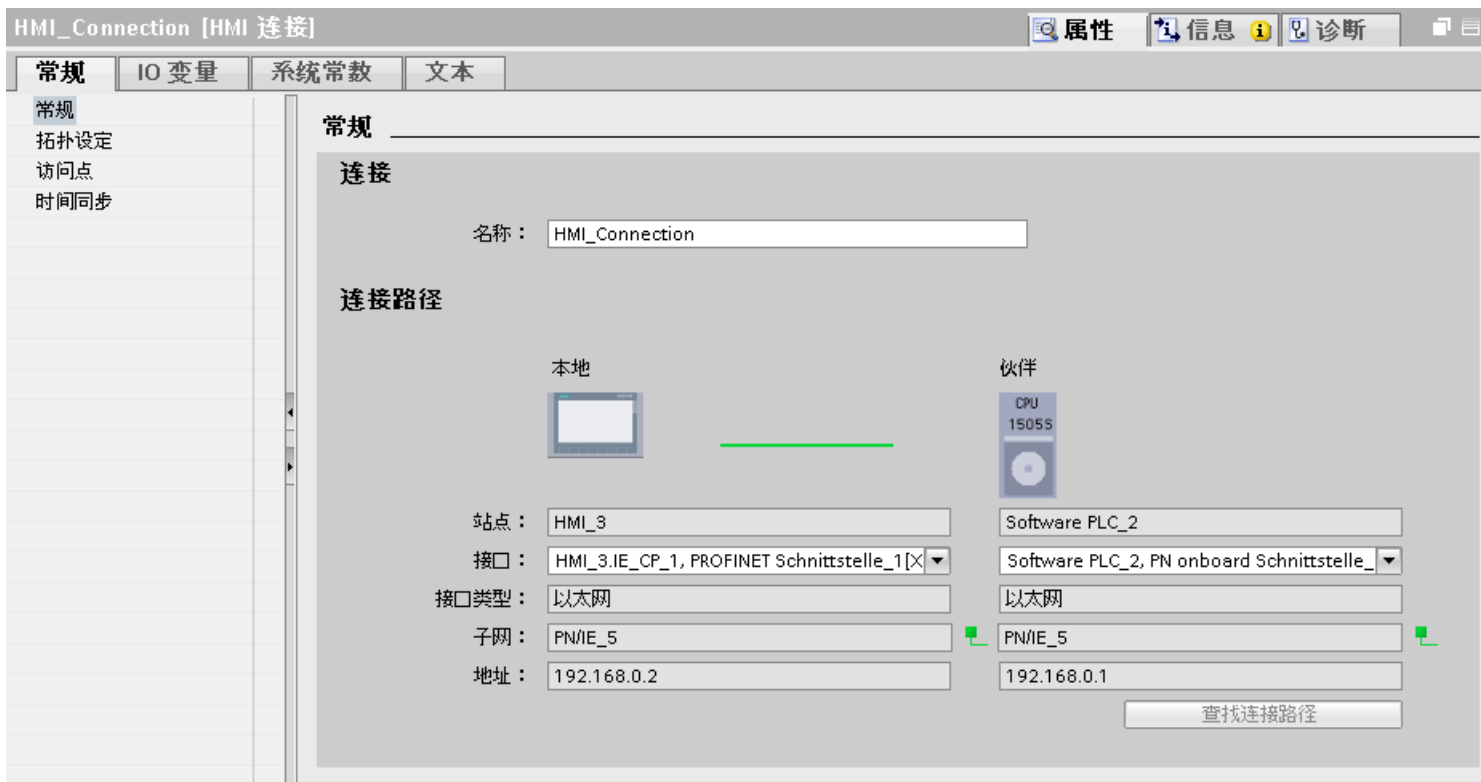 HMI_Connection [HMI 连接]
属性
信息
诊断
常规
IO 变量
系统常数
文本
常规
拓扑设定
访问点
时间同步
常规
连接
名称： HMI_Connection
连接路径
本地 伙伴
CPU
1505S
站点： HMI_3 Software PLC_2
接口： HMI_3.IE_CP_1, PROFINET Schnittstelle_1[X Software PLC_2, PN onboard Schnittstelle_
接口类型： 以太网 以太网
子网： PN/IE_5 PN/IE_5
地址： 192.168.0.2 192.168.0.1
查找连接路径